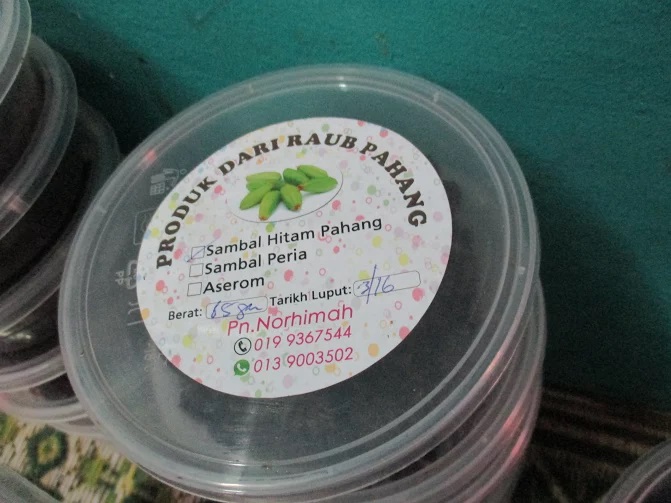 PRODUK DARI RAUB PAHANG
Sambal Hitam Pahang
Sambal Peria
Aserom
Berat: 65gm Tarikh Luput: 3/16
Pn.Norhimah
019 9367544
013 9003502